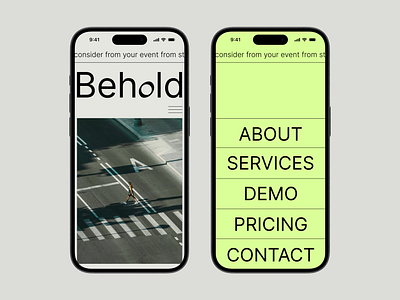 9:41
consider from your event from st
Behold
9:41
consider from your event from st
ABOUT
SERVICES
DEMO
PRICING
CONTACT